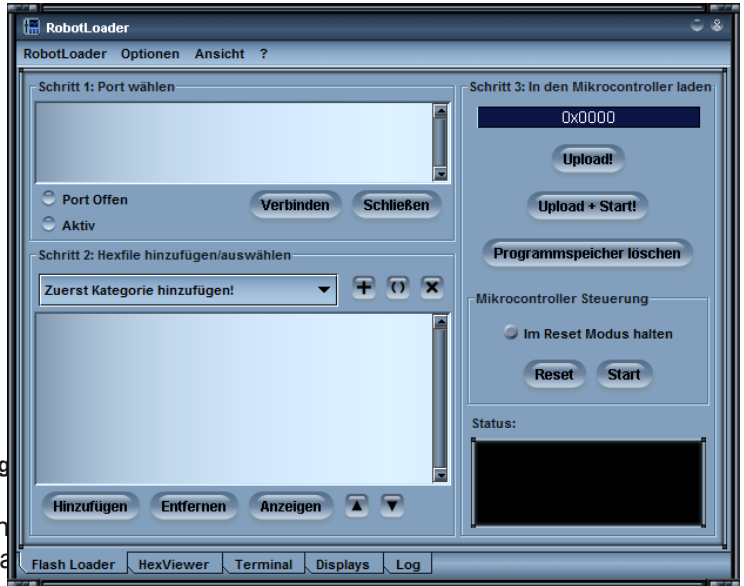 RobotLoader
RobotLoader Optionen Ansicht ?
Schritt 1: Port wählen
Port Offen
Aktiv
Verbinden Schließen
Schritt 2: Hexfile hinzufügen/auswählen
Zuerst Kategorie hinzufügen!
Hinzufügen Entfernen Anzeigen
Schritt 3: In den Mikrocontroller laden
0x0000
Upload!
Upload + Start!
Programmspeicher löschen
Mikrocontroller Steuerung
Im Reset Modus halten
Reset Start
Status:
Flash Loader HexViewer Terminal Displays Log